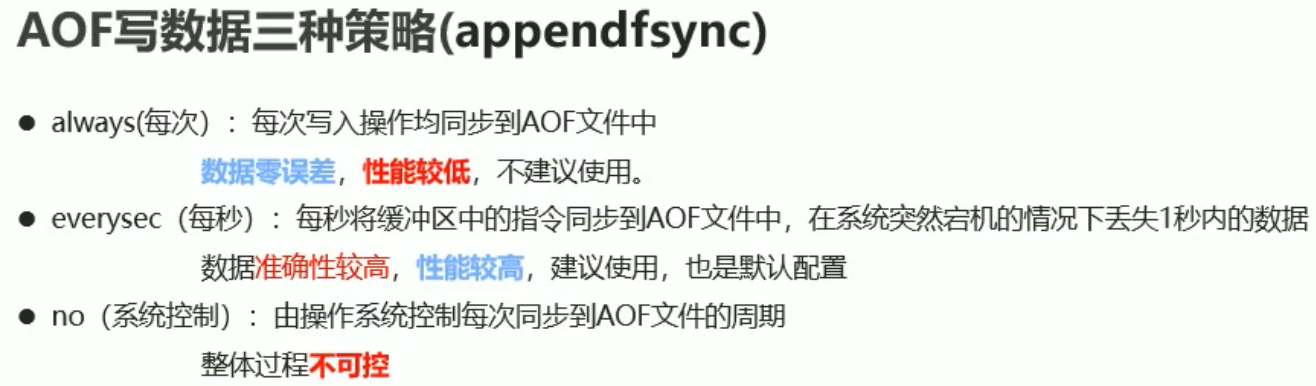 AOF写数据三种策略(appendfsync)
● always(每次）：每次写入操作均同步到AOF文件中
数据零误差，性能较低，不建议使用。
● everysec（每秒）：每秒将缓冲区中的指令同步到AOF文件中，在系统突然宕机的情况下丢失1秒内的数据
数据准确性较高，性能较高，建议使用，也是默认配置
● no（系统控制）：由操作系统控制每次同步到AOF文件的周期
整体过程不可控